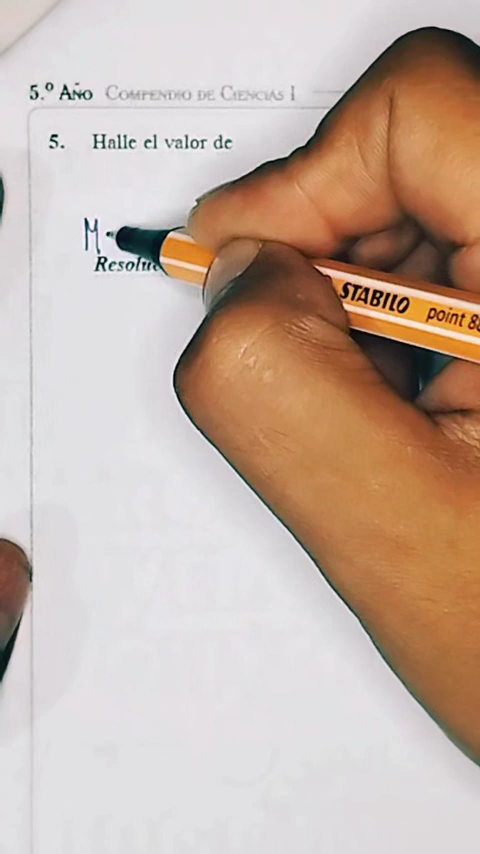 5.º Año Compendio de Ciencias I
5. Halle el valor de
M
STABILO point 88